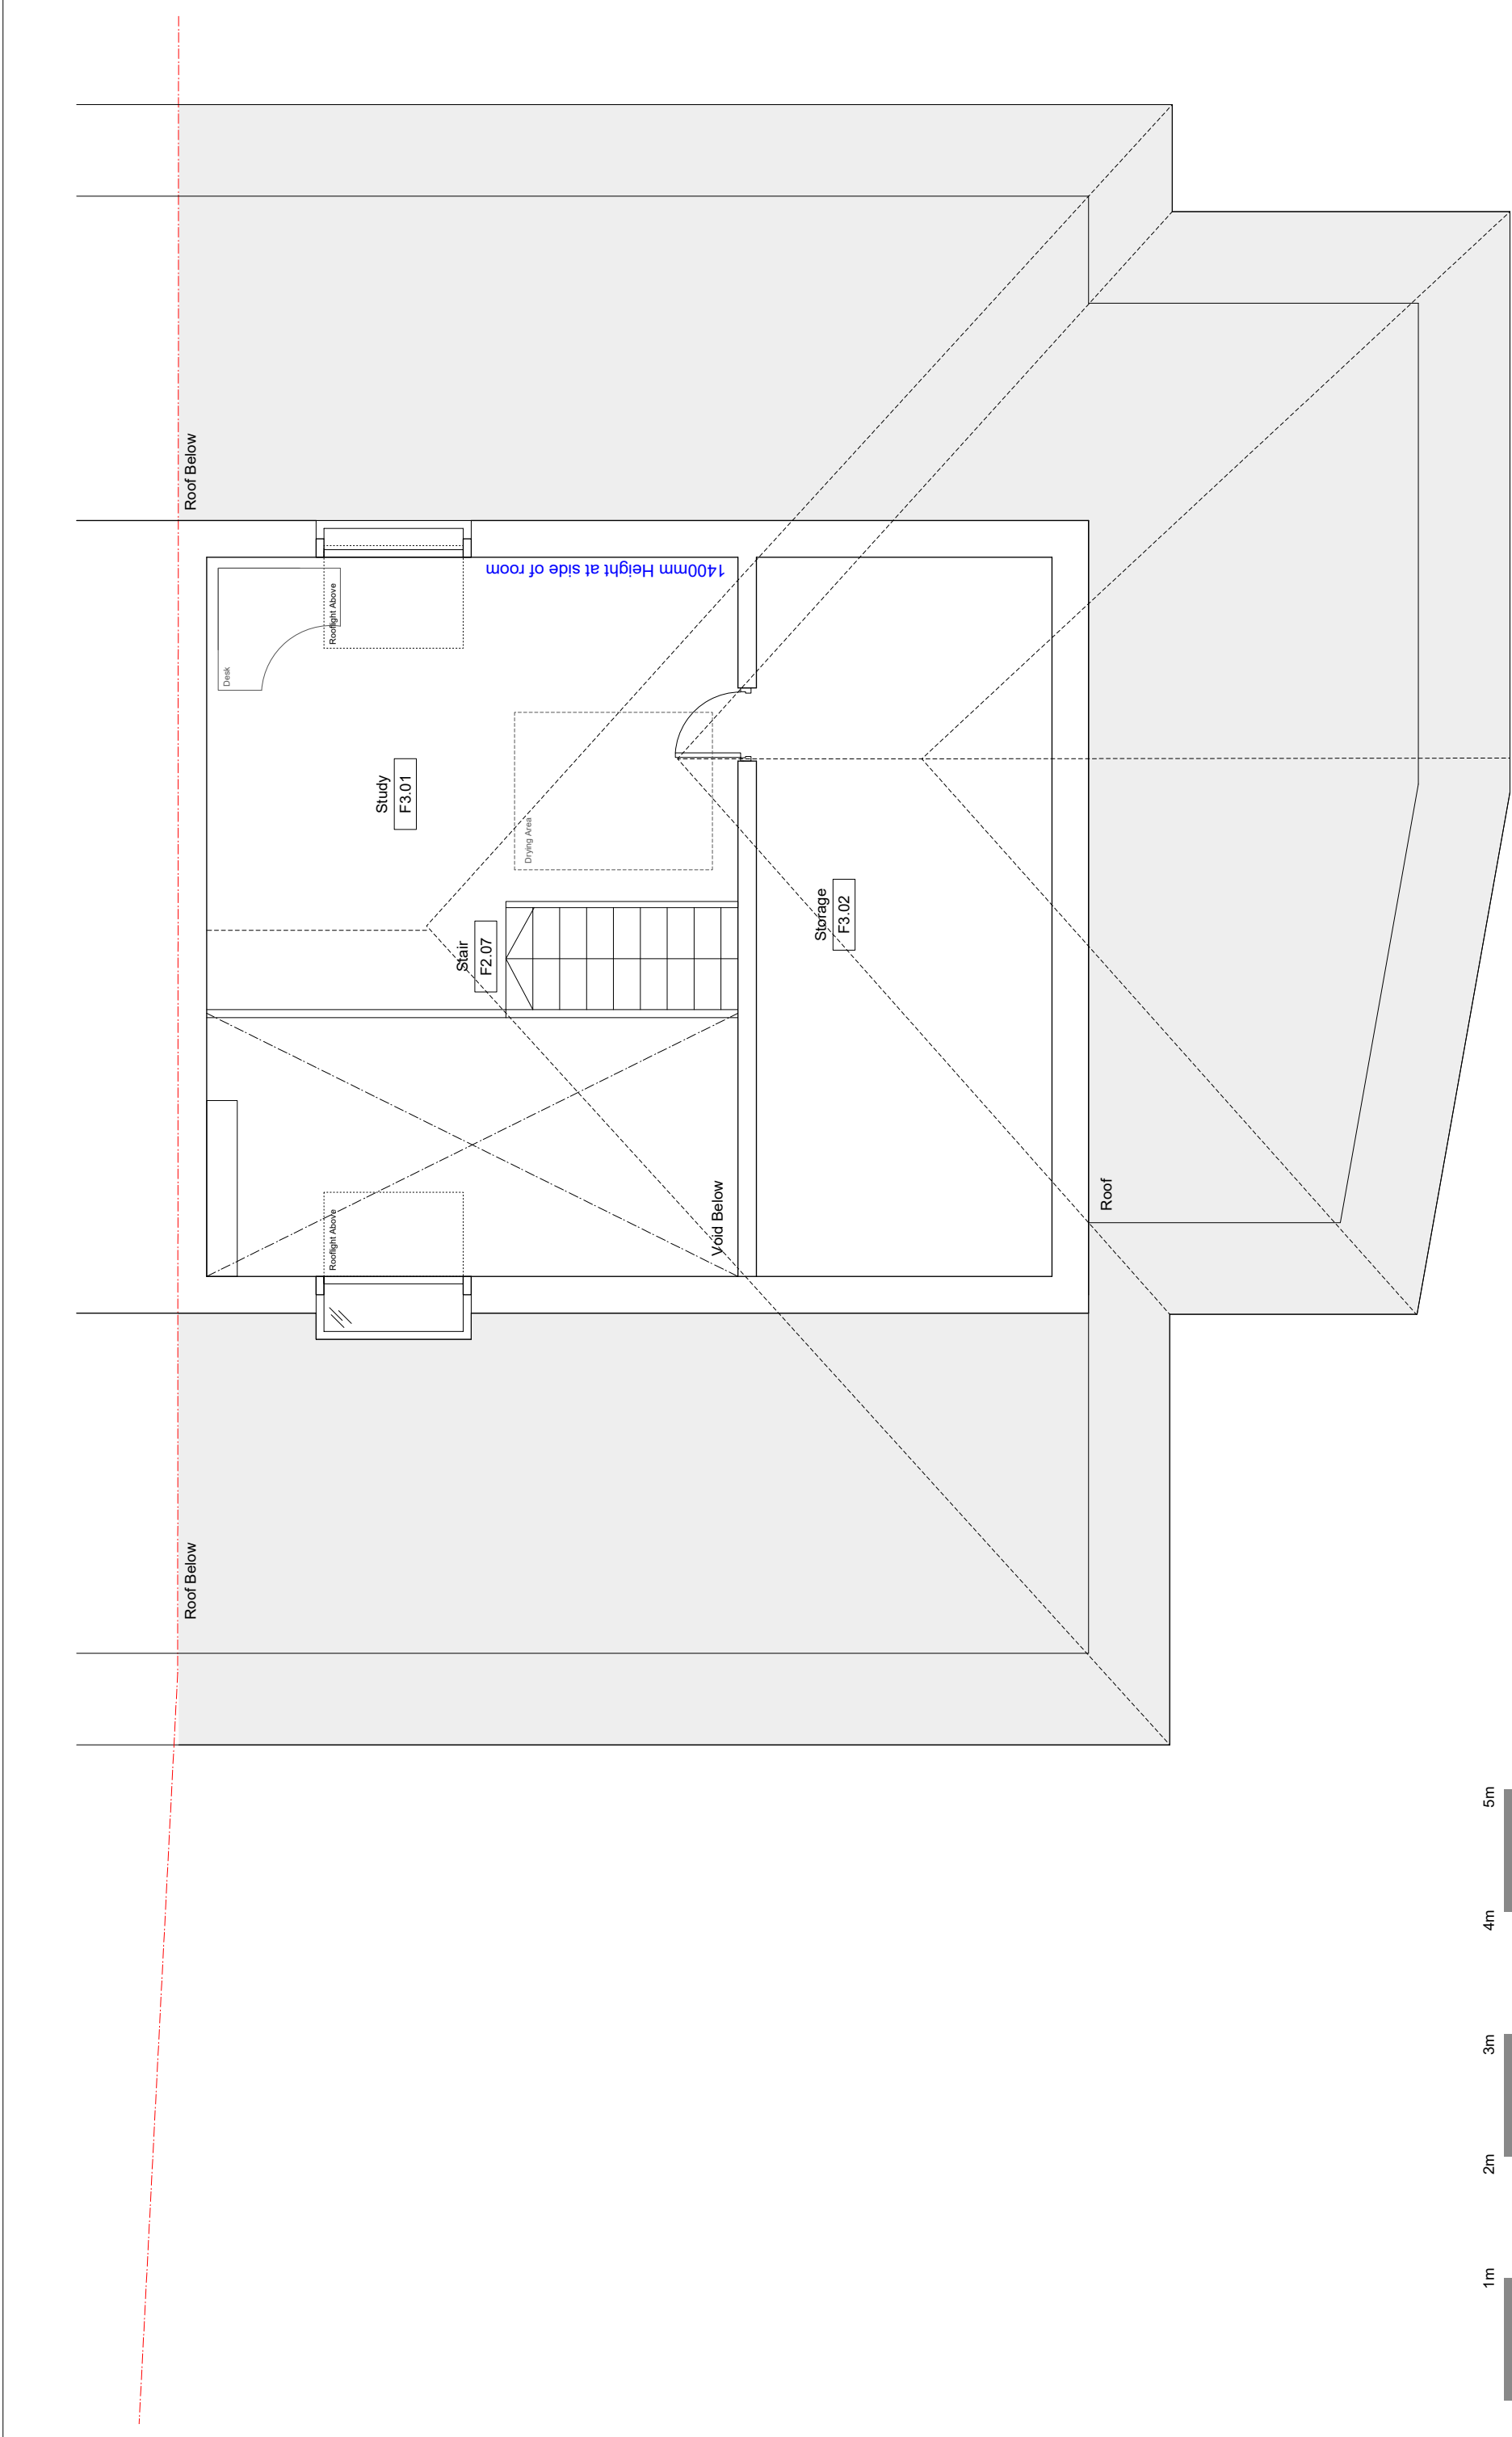 Roof Below
1400mm Height at side of room
Rooflight Above
Desk
Study
F3.01
Drying Area
Stair
F2.07
Storage
F3.02
Void Below
Rooflight Above
Roof
Roof Below
5m
4m
3m
2m
1m